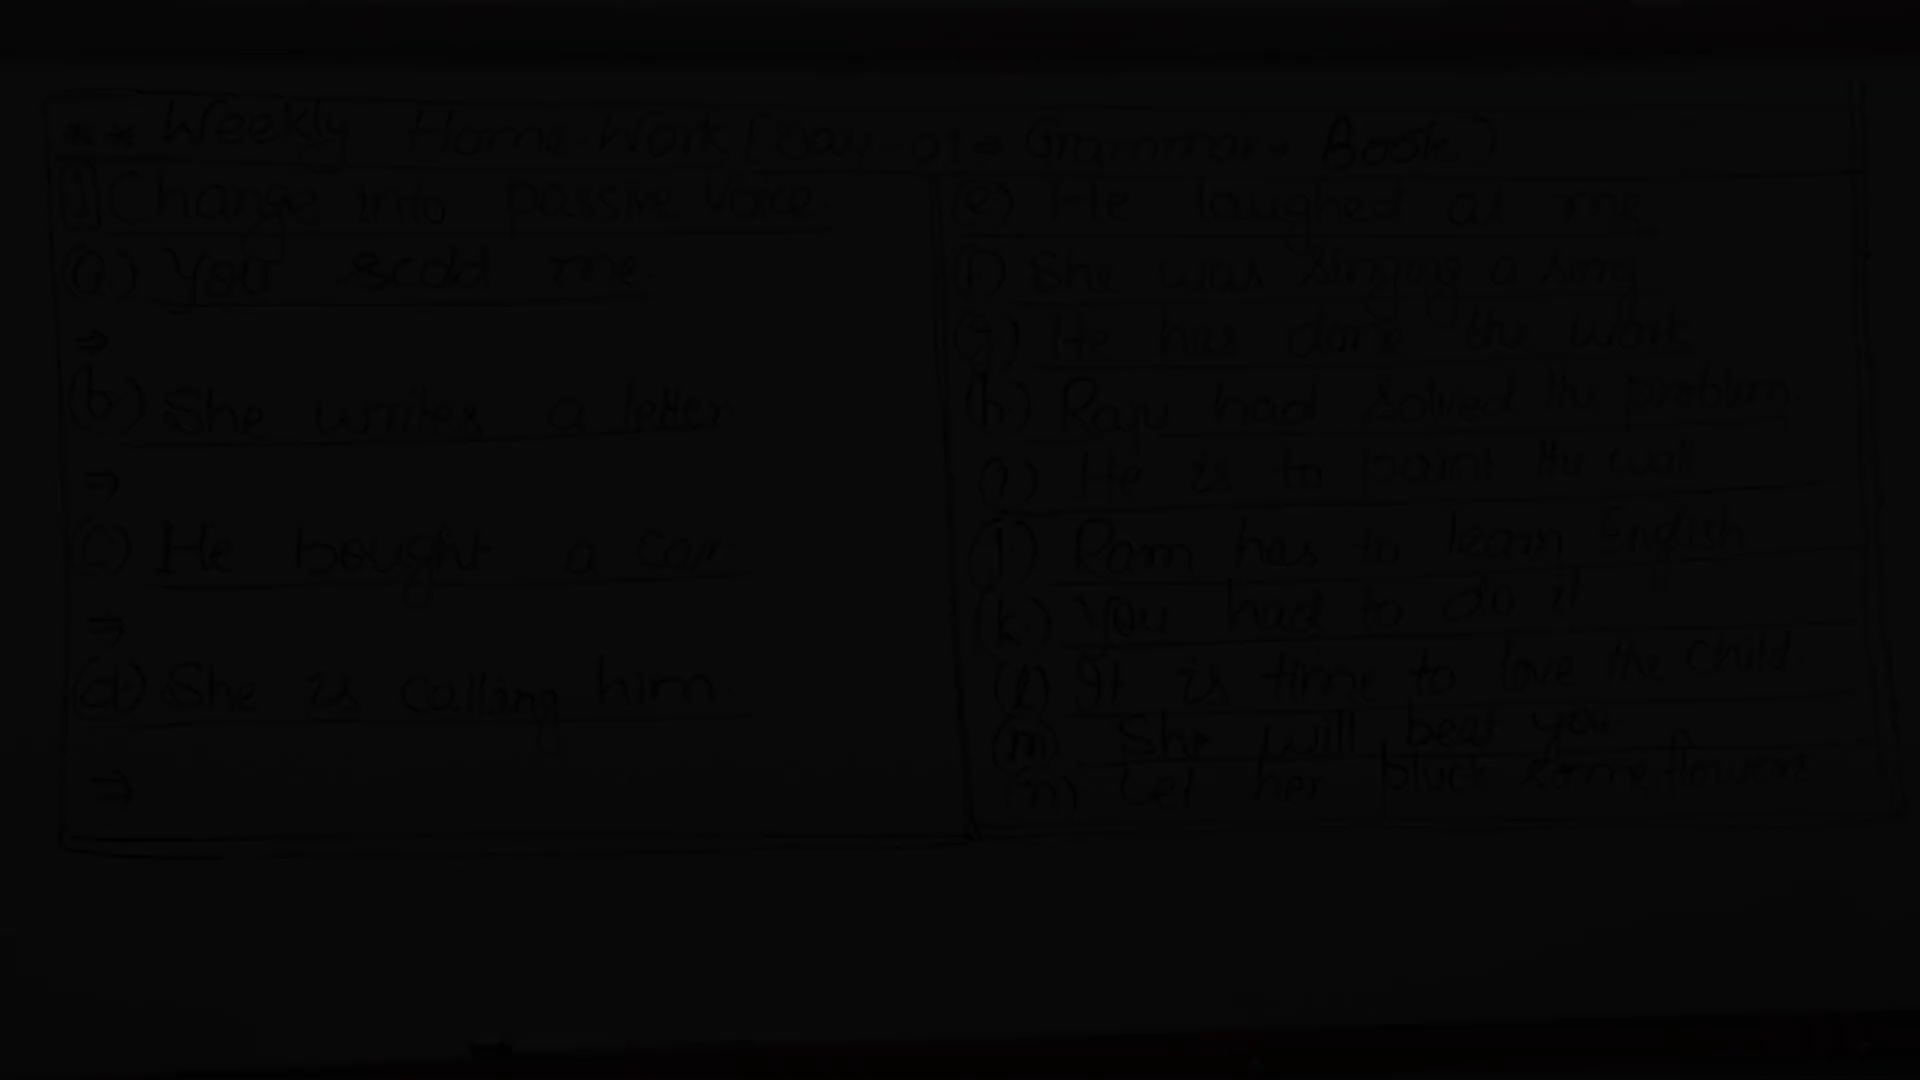 ** Weekly Home-Work (Day-01 ⇒ Grammar Book)
1) Change into passive voice.
(a) You scold me.
⇒
(b) She writes a letter
⇒
(c) He bought a car
⇒
(d) She is calling him.
⇒
(e) He laughed at me
(f) She was singing a song
(g) He has done the work
(h) Raju had solved the problem.
(i) He is to paint the wall
(j) Ram has to learn English
(k) You had to do it
(l) It is time to love the child.
(m) She will beat you.
(n) Let her pluck some flowers